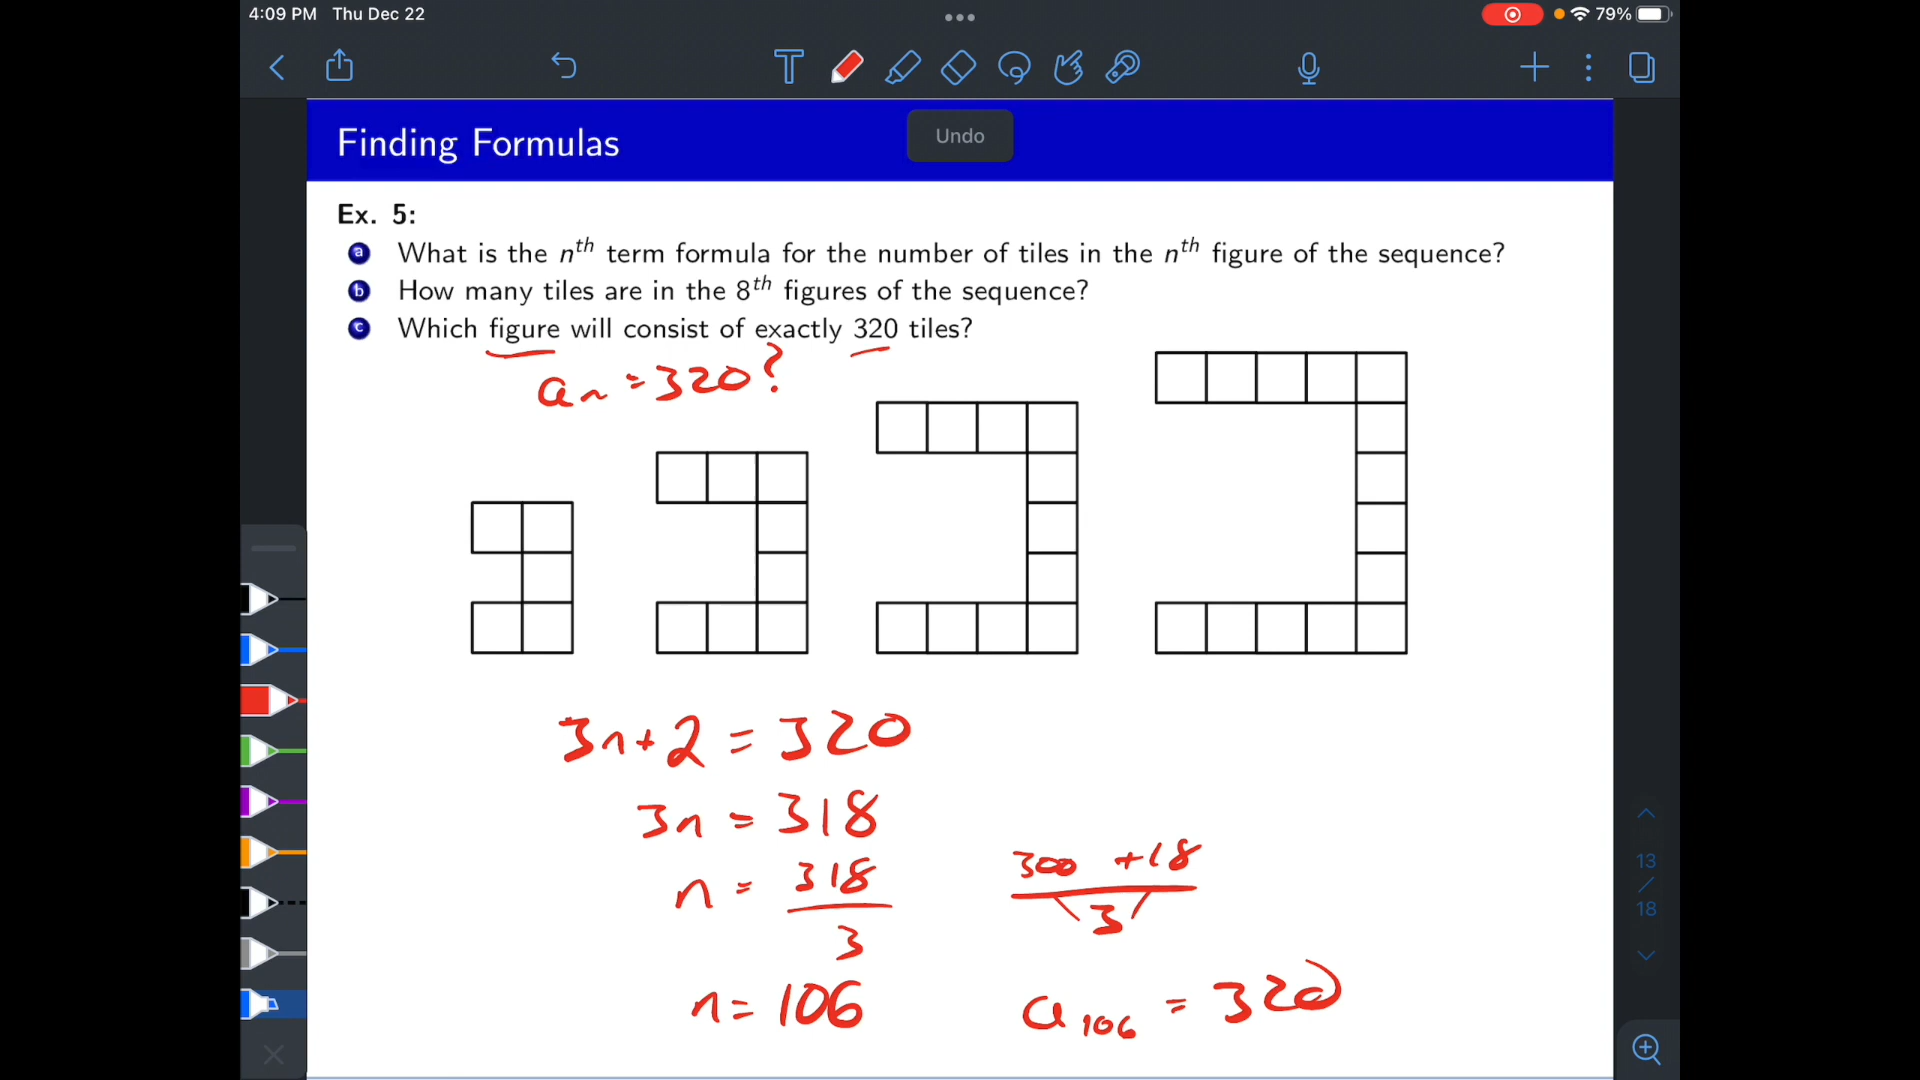 4:09 PM Thu Dec 22
79%
T
Finding Formulas
Undo
Ex. 5:
a What is the nth term formula for the number of tiles in the nth figure of the sequence?
b How many tiles are in the 8th figures of the sequence?
c Which figure will consist of exactly 320 tiles?
an = 320?
3n+2 = 320
3n = 318
n = 318/3
300 +18
3
n = 106
a106 = 320
13
/
18